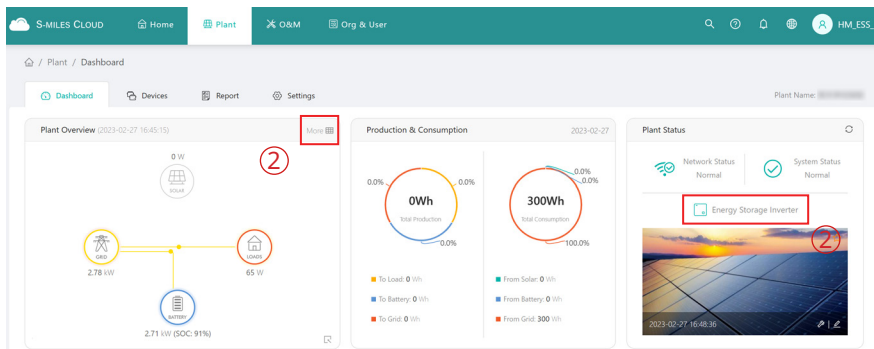 S-MILES CLOUD Home Plant O&M Org & User HM_ESS_
/ Plant / Dashboard
Dashboard Devices Report Settings Plant Name:
Plant Overview (2023-02-27 16:45:15) More
②
0 W
SOLAR
GRID
2.78 kW
LOADS
65 W
BATTERY
2.71 kW (SOC: 91%)
Production & Consumption 2023-02-27
0.0% 0.0%
0Wh
Total Production
0.0%
0.0%
0.0%
300Wh
Total Consumption
100.0%
To Load: 0 Wh
To Battery: 0 Wh
To Grid: 0 Wh
From Solar: 0 Wh
From Battery: 0 Wh
From Grid: 300 Wh
Plant Status
Network Status
Normal
System Status
Normal
Energy Storage Inverter
②
2023-02-27 16:48:36